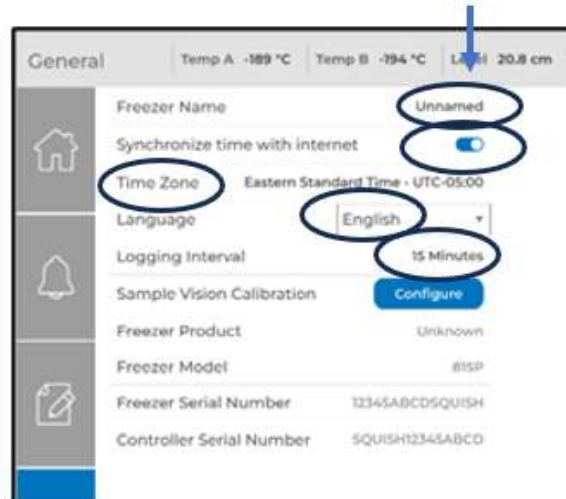 General Temp A -189 °C Temp B -194 °C Level 20.8 cm
Freezer Name Unnamed
Synchronize time with internet
Time Zone Eastern Standard Time - UTC-05:00
Language English
Logging Interval 15 Minutes
Sample Vision Calibration Configure
Freezer Product Unknown
Freezer Model 815P
Freezer Serial Number 12345ABCDSQUISH
Controller Serial Number SQUISH12345ABCD